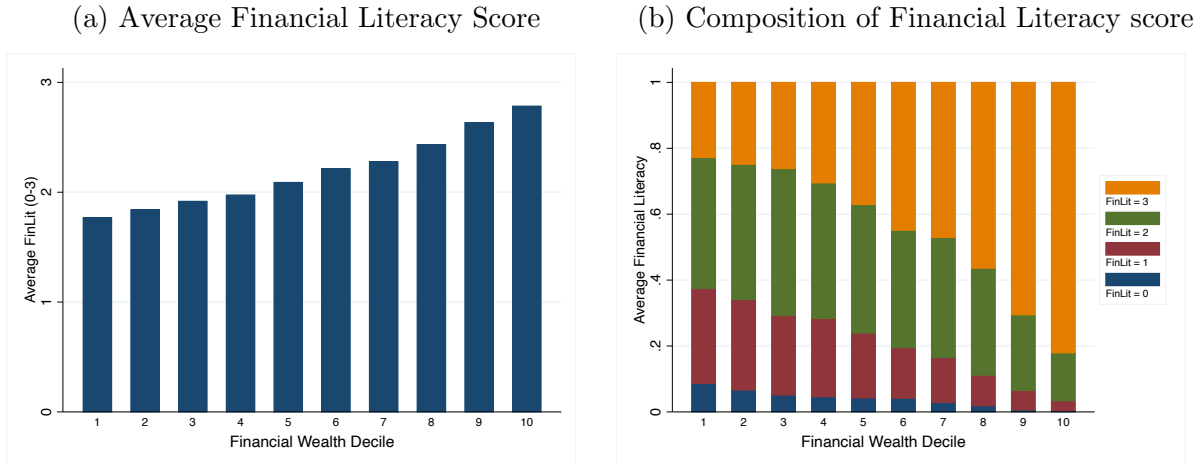 (a) Average Financial Literacy Score
Average FinLit (0-3)
3
2
1
0
1 2 3 4 5 6 7 8 9 10
Financial Wealth Decile
(b) Composition of Financial Literacy score
Average Financial Literacy
1
.8
.6
.4
.2
0
1 2 3 4 5 6 7 8 9 10
Financial Wealth Decile
FinLit = 3
FinLit = 2
FinLit = 1
FinLit = 0